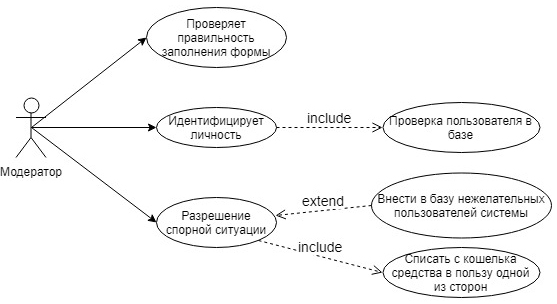 Проверяет
правильность
заполнения формы
Модератор
Идентифицирует
личность
include
Проверка пользователя в
базе
Разрешение
спорной ситуации
extend
Внести в базу нежелательных
пользователей системы
include
Списать с кошелька
средства в пользу одной
из сторон